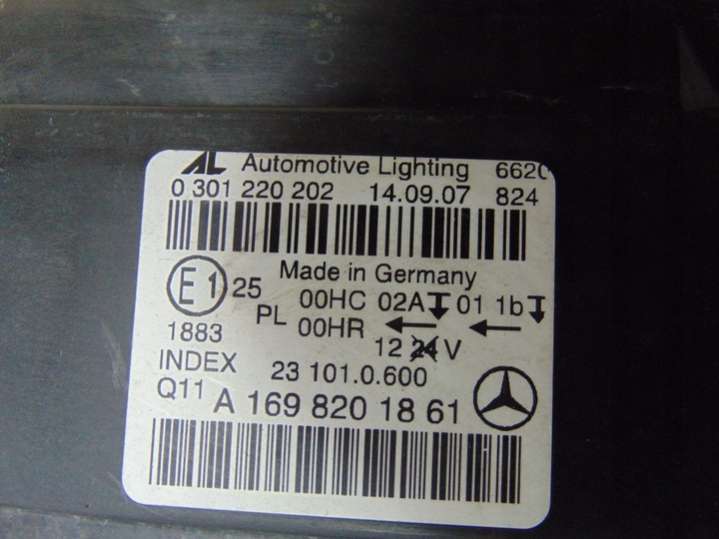 AL Automotive Lighting 662
0 301 220 202 14.09.07 824
Made in Germany
E1 25 00HC 02A 01 1b
PL 00HR
1883 12 24 V
INDEX 23 101.0.600
Q11 A 169 820 18 61